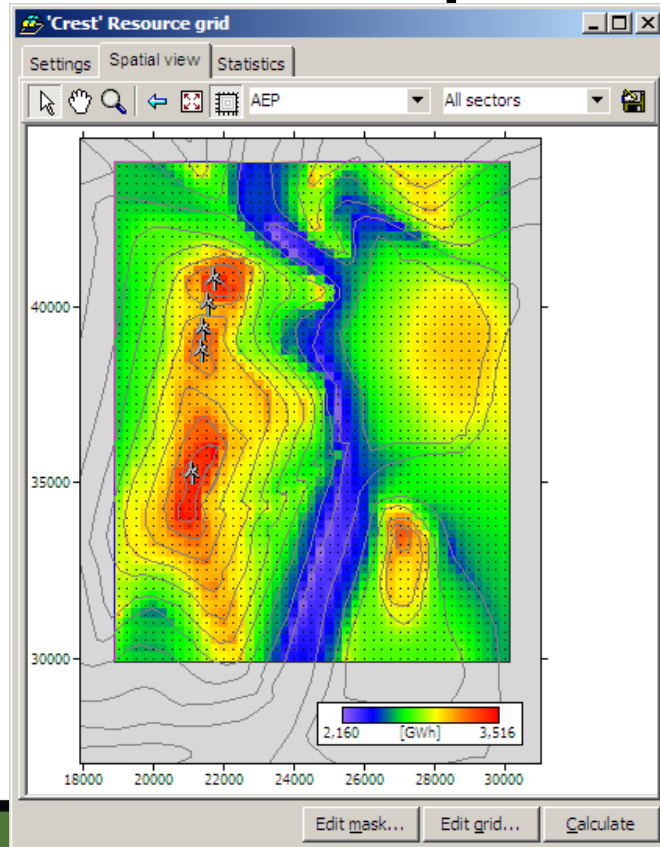 'Crest' Resource grid
Settings Spatial view Statistics
AEP All sectors
40000
35000
30000
2,160 [GWh] 3,516
18000 20000 22000 24000 26000 28000 30000
Edit mask... Edit grid... Calculate